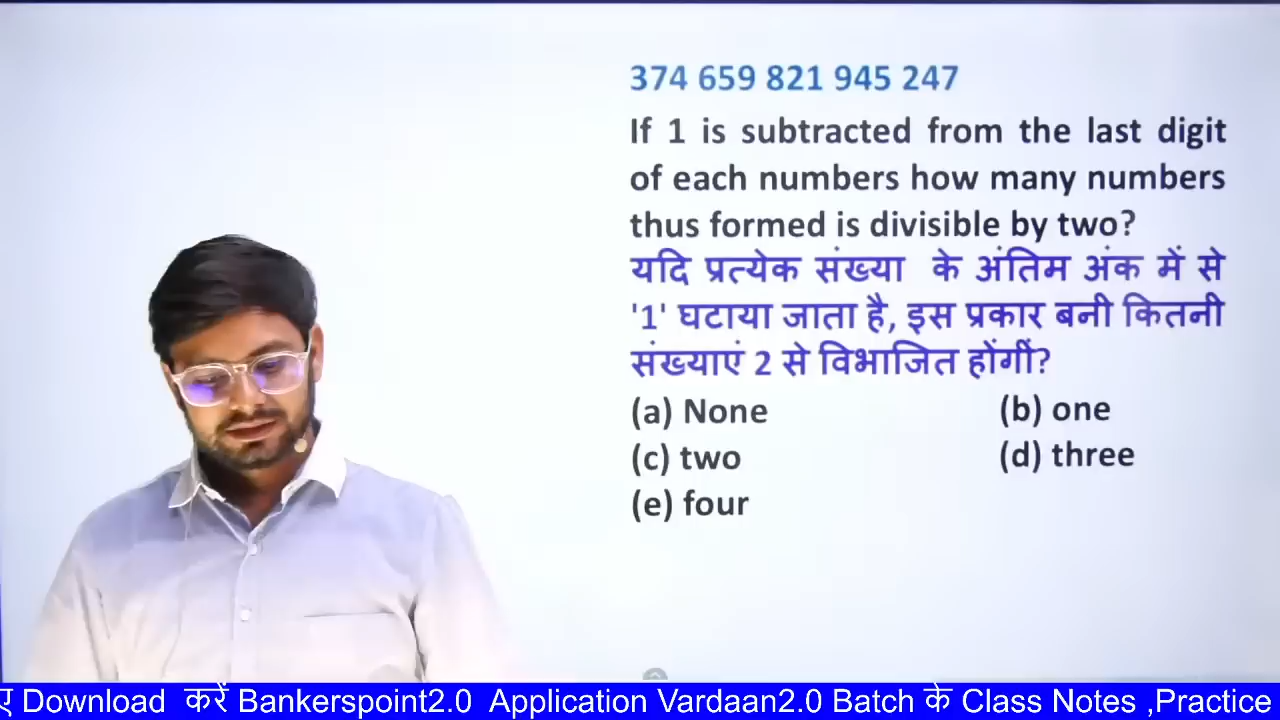 374 659 821 945 247
If 1 is subtracted from the last digit
of each numbers how many numbers
thus formed is divisible by two?
यदि प्रत्येक संख्या के अंतिम अंक में से
'1' घटाया जाता है, इस प्रकार बनी कितनी
संख्याएं 2 से विभाजित होंगीं?
(a) None (b) one
(c) two (d) three
(e) four
ए Download करें Bankerspoint2.0 Application Vardaan2.0 Batch के Class Notes ,Practice